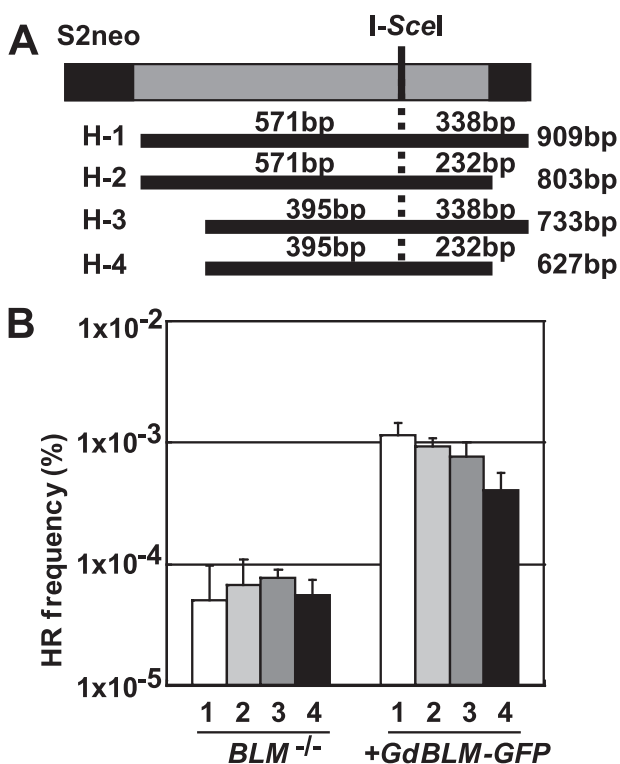 A
S2neo
I-SceI
571bp 338bp
H-1 909bp
571bp 232bp
H-2 803bp
395bp 338bp
H-3 733bp
395bp 232bp
H-4 627bp
B
HR frequency (%)
1x10-2
1x10-3
1x10-4
1x10-5
1 2 3 4 1 2 3 4
BLM -/- +GdBLM-GFP